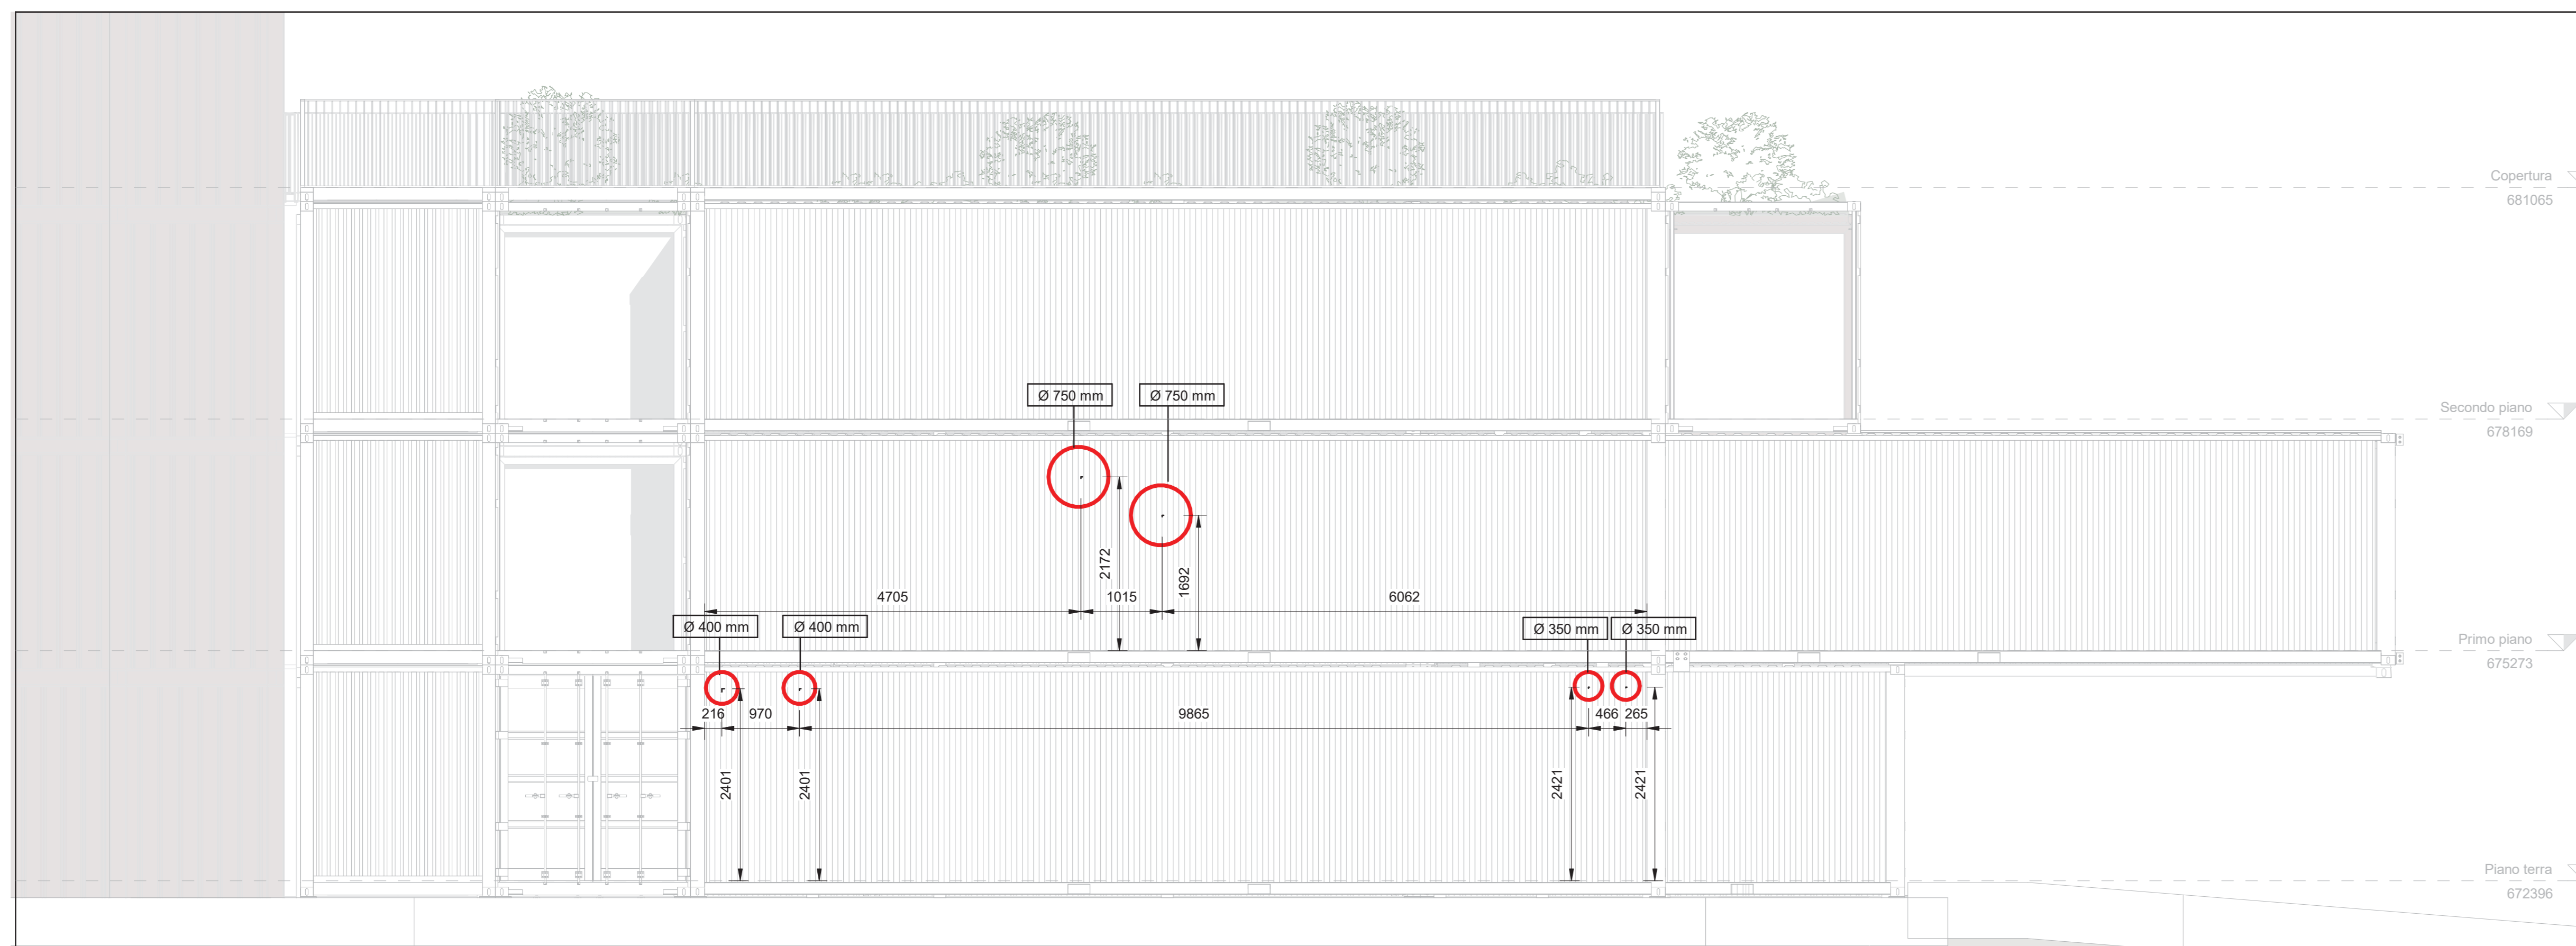 Copertura
681065
Ø 750 mm
Ø 750 mm
Secondo piano
678169
2172
1692
4705
1015
6062
Ø 400 mm
Ø 400 mm
Ø 350 mm
Ø 350 mm
Primo piano
675273
216
970
9865
466
265
2401
2401
2421
2421
Piano terra
672396